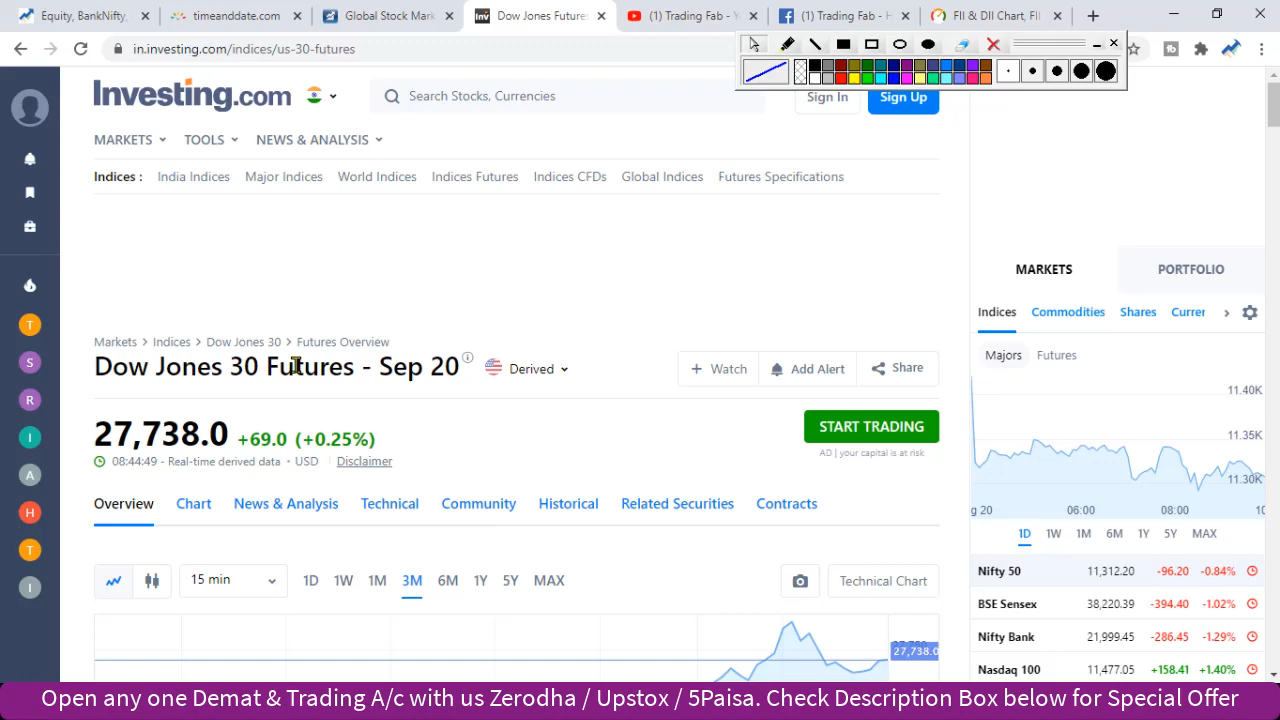 Equity, BankNifty,
timeanddate.com
Global Stock Mark
Dow Jones Future
(1) Trading Fab - Y
(1) Trading Fab - H
FII & DII Chart, FI
in.investing.com/indices/us-30-futures
Investing.com
Search Stocks, Currencies
Sign In
Sign Up
MARKETS
TOOLS
NEWS & ANALYSIS
Indices :
India Indices
Major Indices
World Indices
Indices Futures
Indices CFDs
Global Indices
Futures Specifications
Markets > Indices > Dow Jones 30 > Futures Overview
Dow Jones 30 Futures - Sep 20
Derived
+ Watch
Add Alert
Share
27,738.0 +69.0 (+0.25%)
08:44:49 - Real-time derived data • USD
Disclaimer
START TRADING
AD | your capital is at risk
Overview
Chart
News & Analysis
Technical
Community
Historical
Related Securities
Contracts
15 min
1D
1W
1M
3M
6M
1Y
5Y
MAX
Technical Chart
27,738.0
MARKETS
PORTFOLIO
Indices
Commodities
Shares
Currer
Majors
Futures
11.40K
11.35K
11.30K
g 20
06:00
08:00
10
1D
1W
1M
6M
1Y
5Y
MAX
Nifty 50 11,312.20 -96.20 -0.84%
BSE Sensex 38,220.39 -394.40 -1.02%
Nifty Bank 21,999.45 -286.45 -1.29%
Nasdaq 100 11,477.05 +158.41 +1.40%
T
S
R
I
A
H
T
I
Open any one Demat & Trading A/c with us Zerodha / Upstox / 5Paisa. Check Description Box below for Special Offer